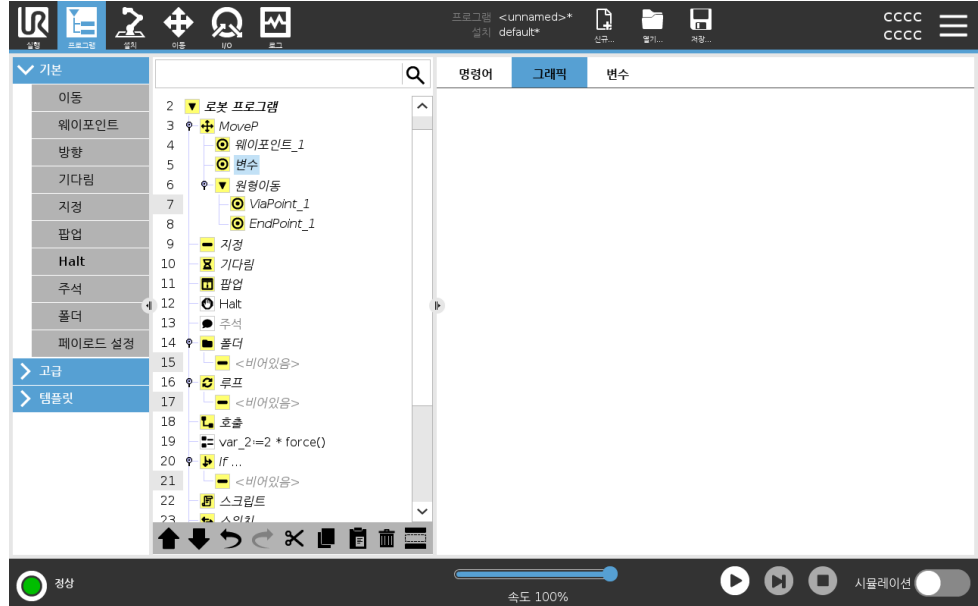 프로그램 <unnamed>*
설치 default*
cccc
cccc
실행
프로그램
설치
이동
I/O
로그
신규...
열기...
저장...
기본
이동
웨이포인트
방향
기다림
지정
팝업
Halt
주석
폴더
페이로드 설정
고급
템플릿
2 로봇 프로그램
3 MoveP
4 웨이포인트_1
5 변수
6 원형이동
7 ViaPoint_1
8 EndPoint_1
9 지정
10 기다림
11 팝업
12 Halt
13 주석
14 폴더
15 <비어있음>
16 루프
17 <비어있음>
18 호출
19 var_2:=2 * force()
20 If ...
21 <비어있음>
22 스크립트
23 스위치
명령어
그래픽
변수
정상
속도 100%
시뮬레이션